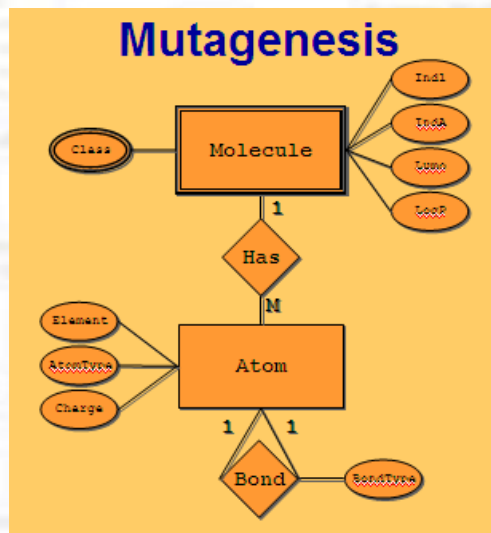 Mutagenesis
Ind1
IndA
Class
Molecule
Lumo
LogP
1
Has
M
Element
AtomType
Atom
Charge
1 1
Bond
BondType